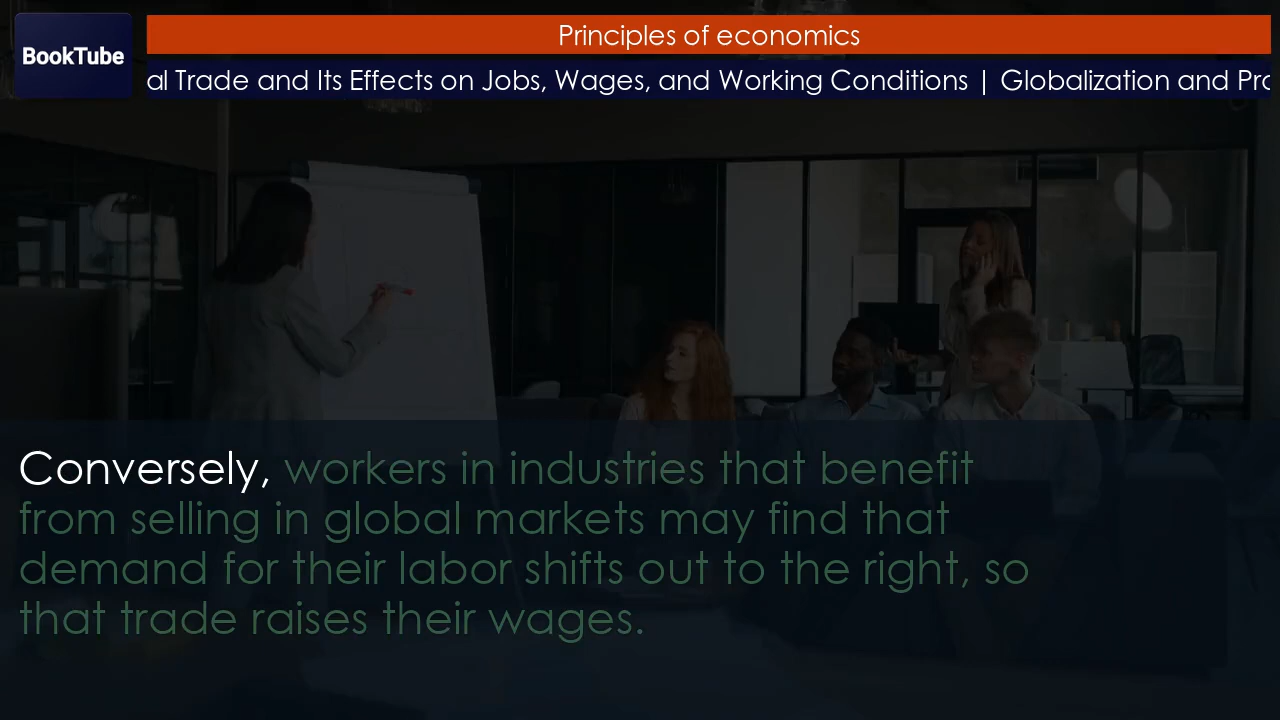 BookTube
Principles of economics
al Trade and Its Effects on Jobs, Wages, and Working Conditions | Globalization and Pro
Conversely, workers in industries that benefit
from selling in global markets may find that
demand for their labor shifts out to the right, so
that trade raises their wages.